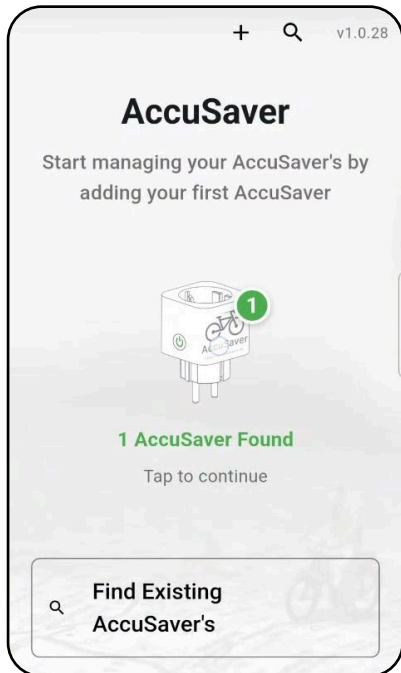 + v1.0.28
AccuSaver
Start managing your AccuSaver's by
adding your first AccuSaver
1
AccuSaver
1 AccuSaver Found
Tap to continue
Find Existing
AccuSaver's